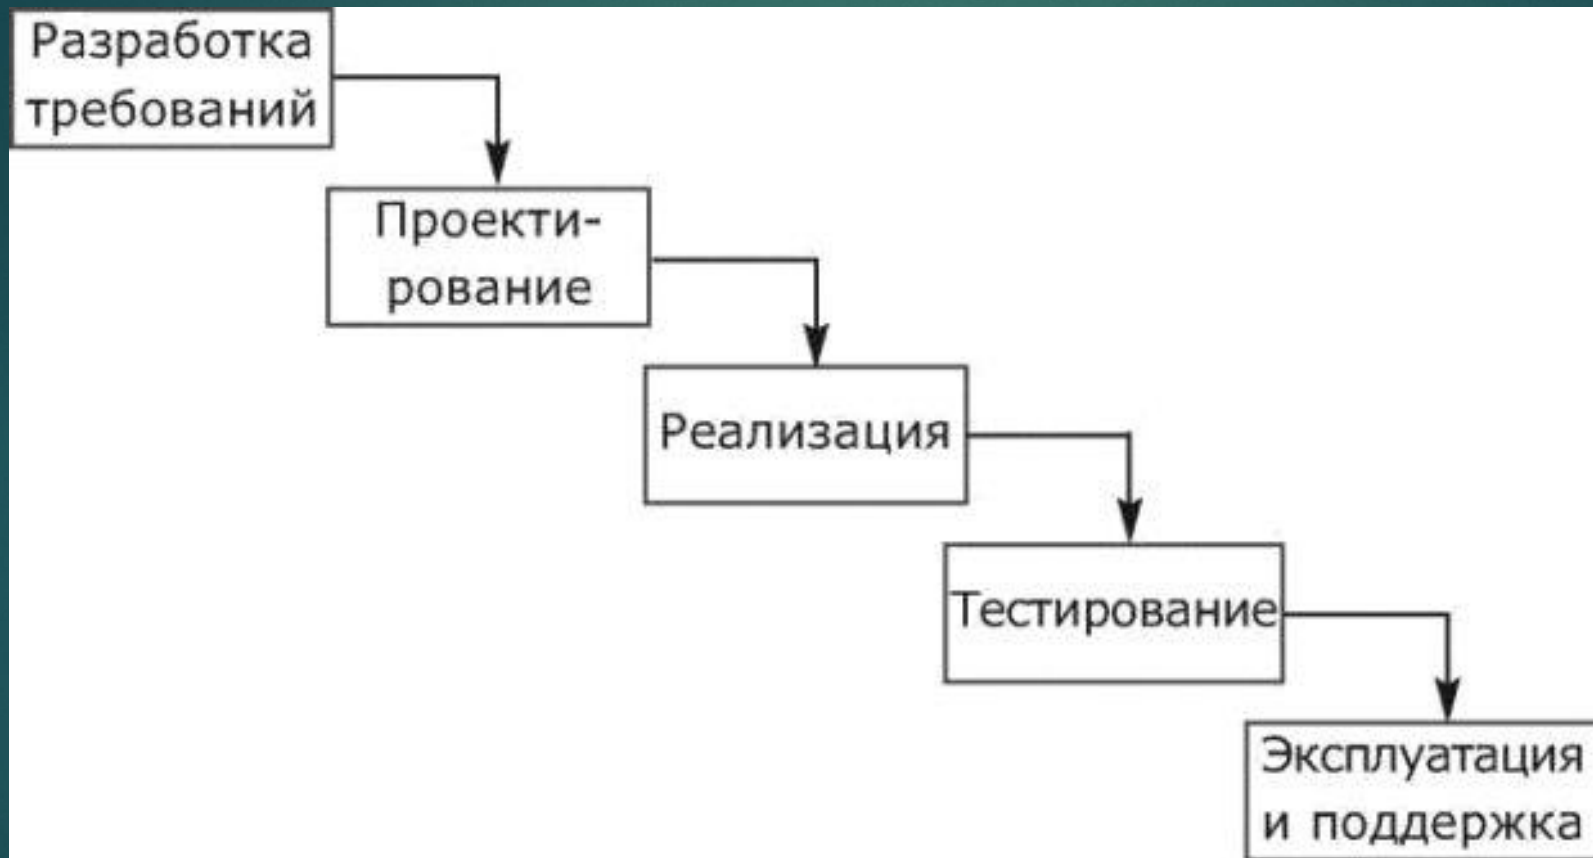 Разработка
требований
Проекти-
рование
Реализация
Тестирование
Эксплуатация
и поддержка